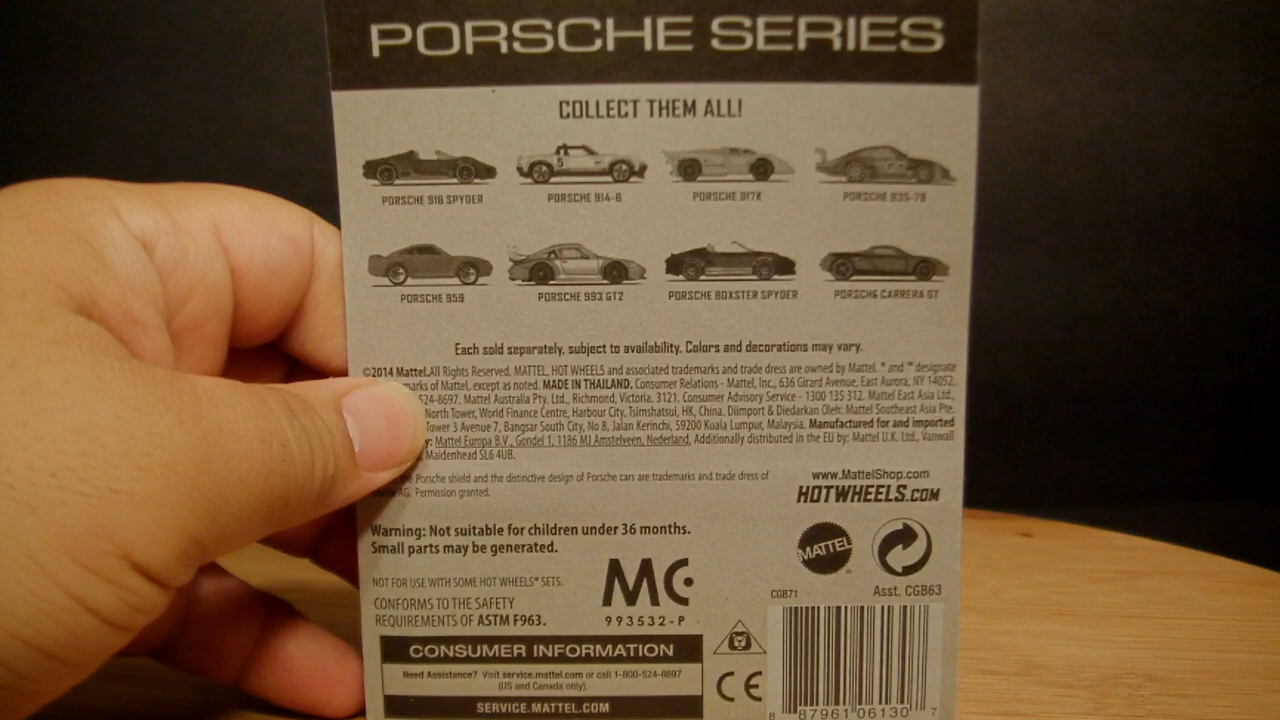 PORSCHE SERIES
COLLECT THEM ALL!
PORSCHE 918 SPYDER PORSCHE 914-6 PORSCHE 917K PORSCHE 935-78
PORSCHE 959 PORSCHE 993 GT2 PORSCHE BOXSTER SPYDER PORSCHE CARRERA GT
5
Each sold separately, subject to availability. Colors and decorations may vary.
©2014 Mattel.All Rights Reserved. MATTEL, HOT WHEELS and associated trademarks and trade dress are owned by Mattel. ® and ™ designate
marks of Mattel, except as noted. MADE IN THAILAND. Consumer Relations - Mattel, Inc., 636 Girard Avenue, East Aurora, NY 14052,
524-8697. Mattel Australia Pty. Ltd., Richmond, Victoria. 3121. Consumer Advisory Service - 1300 135 312. Mattel East Asia Ltd.,
North Tower, World Finance Centre, Harbour City, Tsimshatsui, HK, China. Diimport & Diedarkan Oleh: Mattel Southeast Asia Pte.
Tower 3 Avenue 7, Bangsar South City, No 8, Jalan Kerinchi, 59200 Kuala Lumpur, Malaysia. Manufactured for and imported
y: Mattel Europa B.V., Gondel 1, 1186 MJ Amstelveen, Nederland, Additionally distributed in the EU by: Mattel U.K. Ltd., Vanwall
Maidenhead SL6 4UB.
Porsche shield and the distinctive design of Porsche cars are trademarks and trade dress of
AG. Permission granted.
www.MattelShop.com
HOTWHEELS.COM
Warning: Not suitable for children under 36 months.
Small parts may be generated.
MATTEL
NOT FOR USE WITH SOME HOT WHEELS® SETS.
CONFORMS TO THE SAFETY
REQUIREMENTS OF ASTM F963.
MC
993532-P
CGB71
Asst. CGB63
CONSUMER INFORMATION
Need Assistance? Visit service.mattel.com or call 1-800-524-8697
(US and Canada only).
SERVICE.MATTEL.COM
CE
8 87961 06130 7